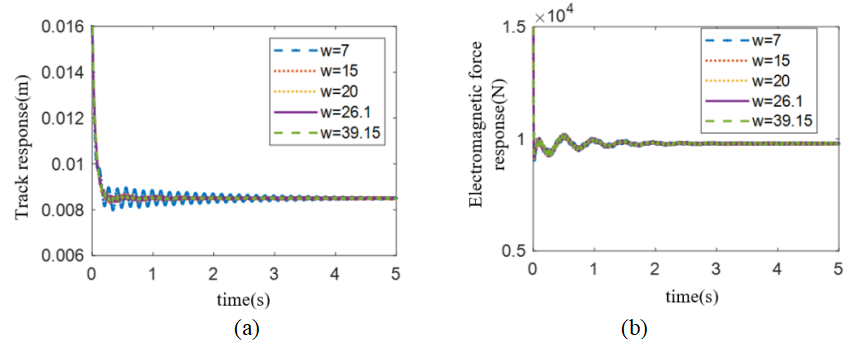 0.016
0.014
0.012
0.01
0.008
0.006
Track response(m)
w=7
w=15
w=20
w=26.1
w=39.15
0 1 2 3 4 5
time(s)
(a)
×10⁴
1.5
1
0.5
Electromagnetic force
response(N)
w=7
w=15
w=20
w=26.1
w=39.15
0 1 2 3 4 5
time(s)
(b)